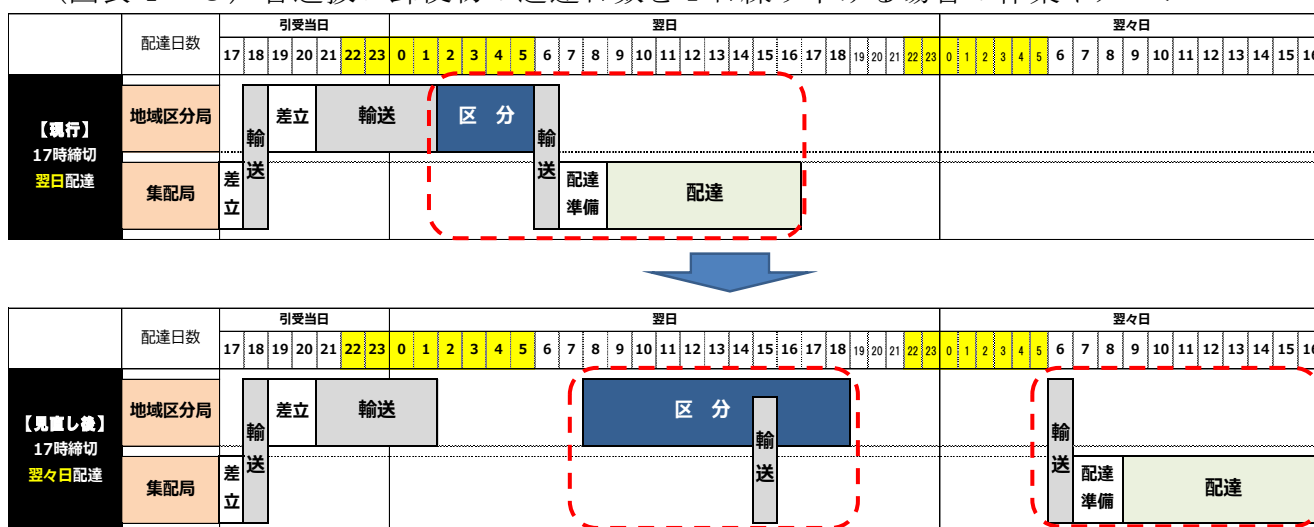 配達日数
引受当日 翌日 翌々日
17 18 19 20 21 22 23 0 1 2 3 4 5 6 7 8 9 10 11 12 13 14 15 16 17 18 19 20 21 22 23 0 1 2 3 4 5 6 7 8 9 10 11 12 13 14 15
【現行】
17時締切
翌日配達
地域区分局
集配局
差立
輸送
差立
輸送
区 分
輸送
配達
準備
配達
配達日数
引受当日 翌日 翌々日
17 18 19 20 21 22 23 0 1 2 3 4 5 6 7 8 9 10 11 12 13 14 15 16 17 18 19 20 21 22 23 0 1 2 3 4 5 6 7 8 9 10 11 12 13 14 15
【見直し後】
17時締切
翌々日配達
地域区分局
集配局
差立
輸送
差立
輸送
区 分
輸送
輸送
配達
準備
配達